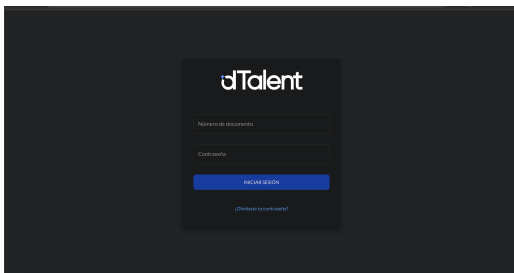 dTalent
Número de documento
Contraseña
INICIAR SESIÓN
¿Olvidaste tu contraseña?